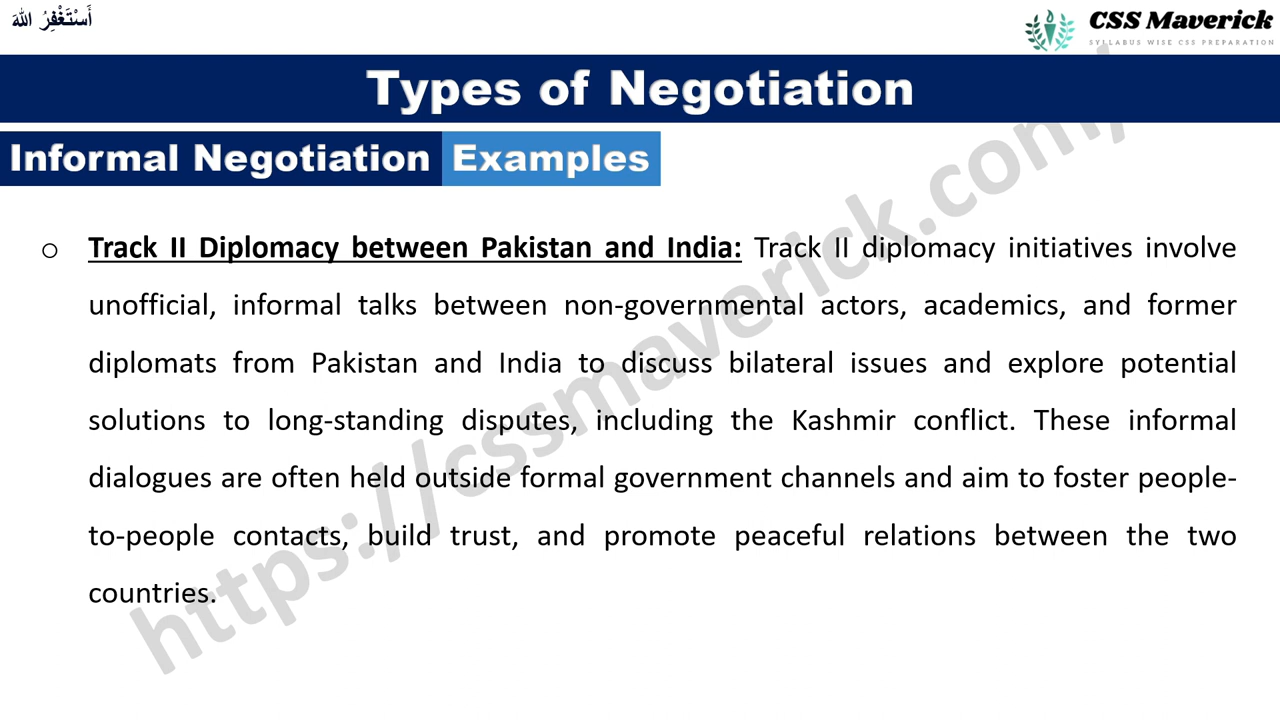 أَسْتَغْفِرُ اللهَ
CSS Maverick
SYLLABUS WISE CSS PREPARATION
Types of Negotiation
Informal Negotiation Examples
Track II Diplomacy between Pakistan and India: Track II diplomacy initiatives involve
unofficial, informal talks between non-governmental actors, academics, and former
diplomats from Pakistan and India to discuss bilateral issues and explore potential
solutions to long-standing disputes, including the Kashmir conflict. These informal
dialogues are often held outside formal government channels and aim to foster people-
to-people contacts, build trust, and promote peaceful relations between the two
countries.
https://cssmaverick.com/